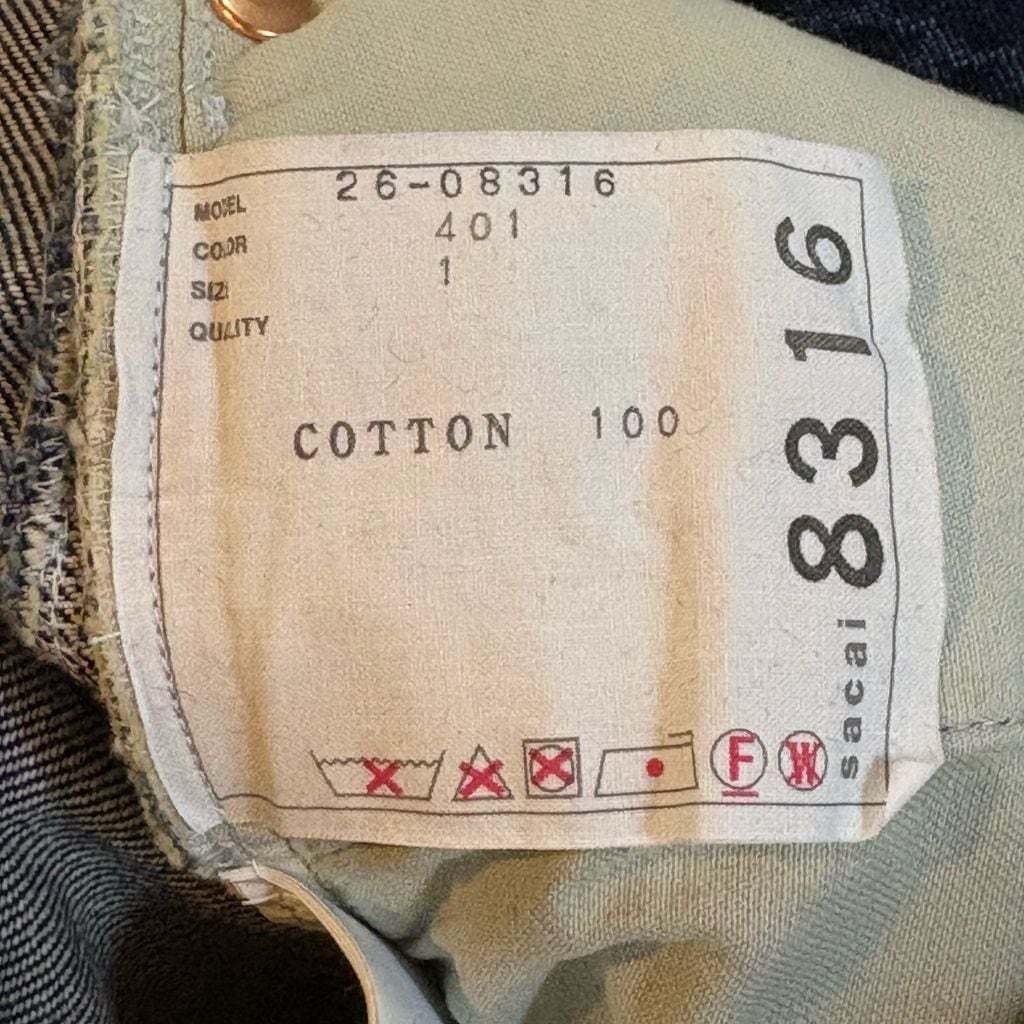 MODEL 26-08316
COLOR 401
SIZE 1
QUALITY
COTTON 100
F W
sacai 8316